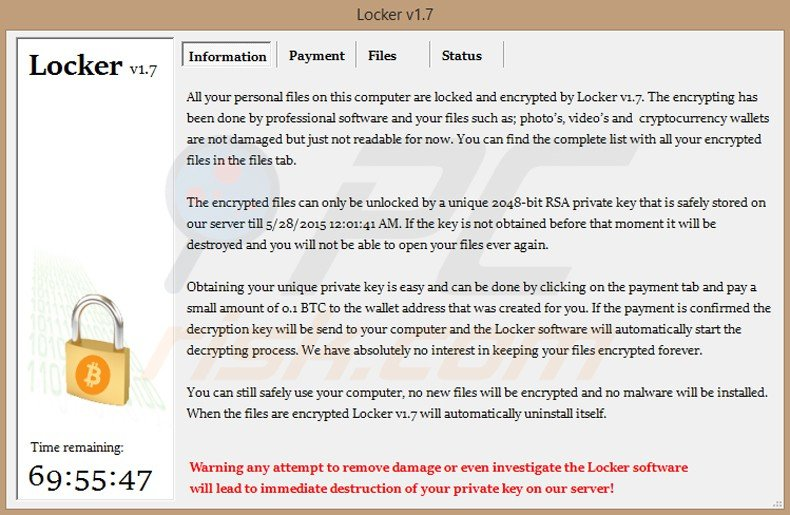 Locker v1.7
Locker v1.7
Information
Payment
Files
Status
All your personal files on this computer are locked and encrypted by Locker v1.7. The encrypting has
been done by professional software and your files such as; photo's, video's and cryptocurrency wallets
are not damaged but just not readable for now. You can find the complete list with all your encrypted
files in the files tab.
The encrypted files can only be unlocked by a unique 2048-bit RSA private key that is safely stored on
our server till 5/28/2015 12:01:41 AM. If the key is not obtained before that moment it will be
destroyed and you will not be able to open your files ever again.
Obtaining your unique private key is easy and can be done by clicking on the payment tab and pay a
small amount of 0.1 BTC to the wallet address that was created for you. If the payment is confirmed the
decryption key will be send to your computer and the Locker software will automatically start the
decrypting process. We have absolutely no interest in keeping your files encrypted forever.
You can still safely use your computer, no new files will be encrypted and no malware will be installed.
When the files are encrypted Locker v1.7 will automatically uninstall itself.
Warning any attempt to remove damage or even investigate the Locker software
will lead to immediate destruction of your private key on our server!
Time remaining:
69:55:47
PC
risk.com